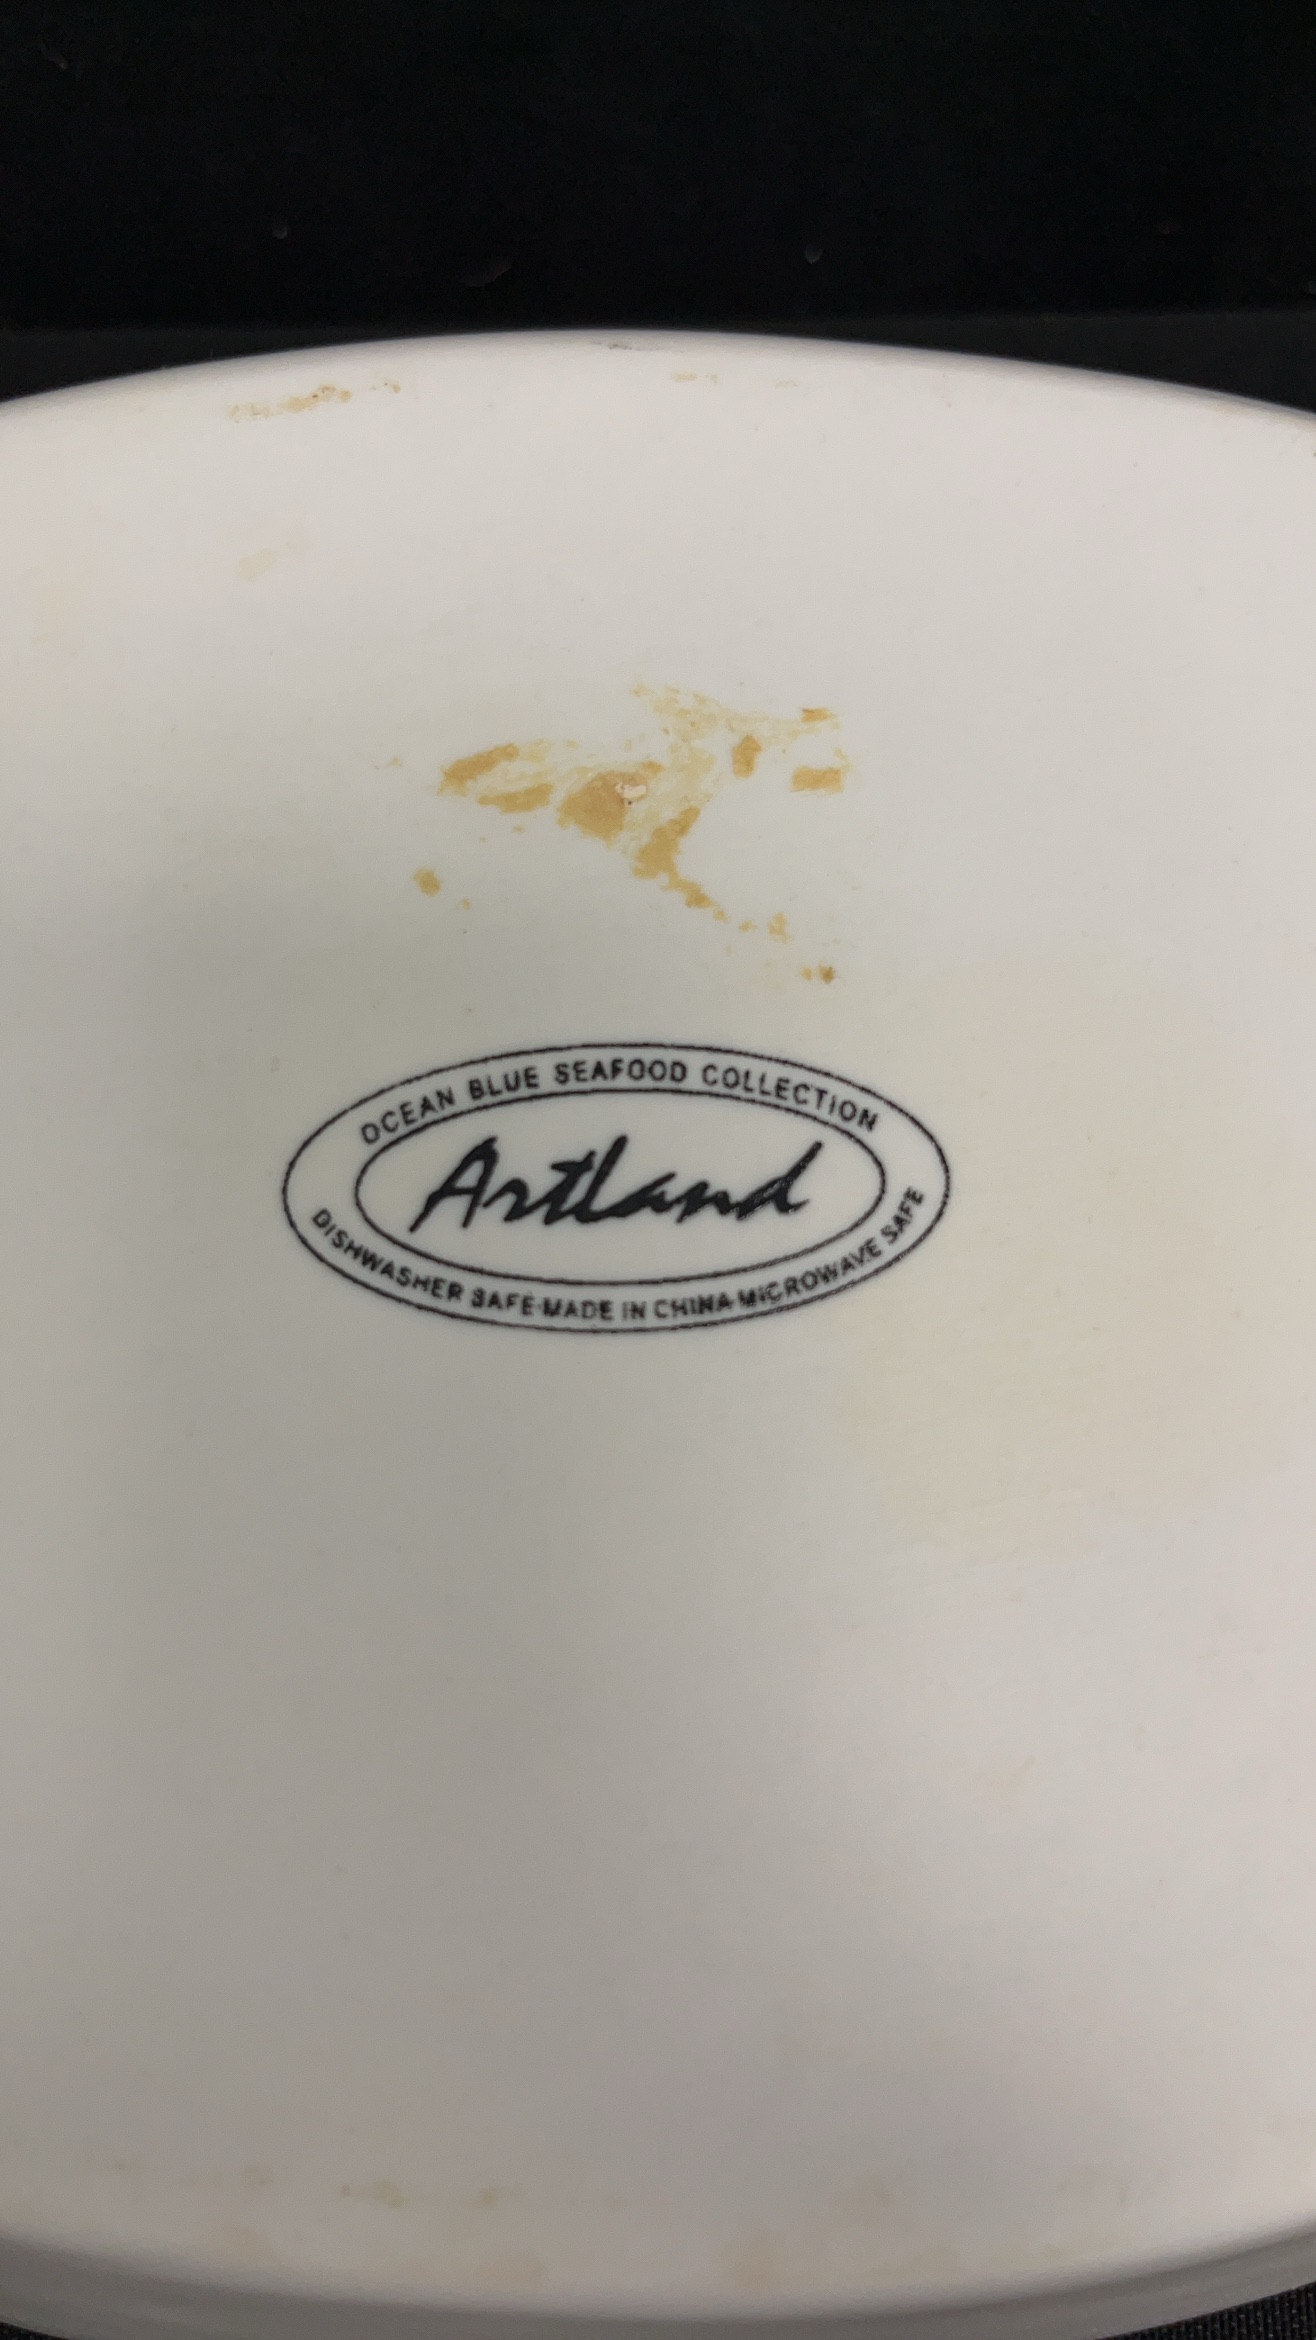 OCEAN BLUE SEAFOOD COLLECTION
Artland
DISHWASHER SAFE·MADE IN CHINA·MICROWAVE SAFE